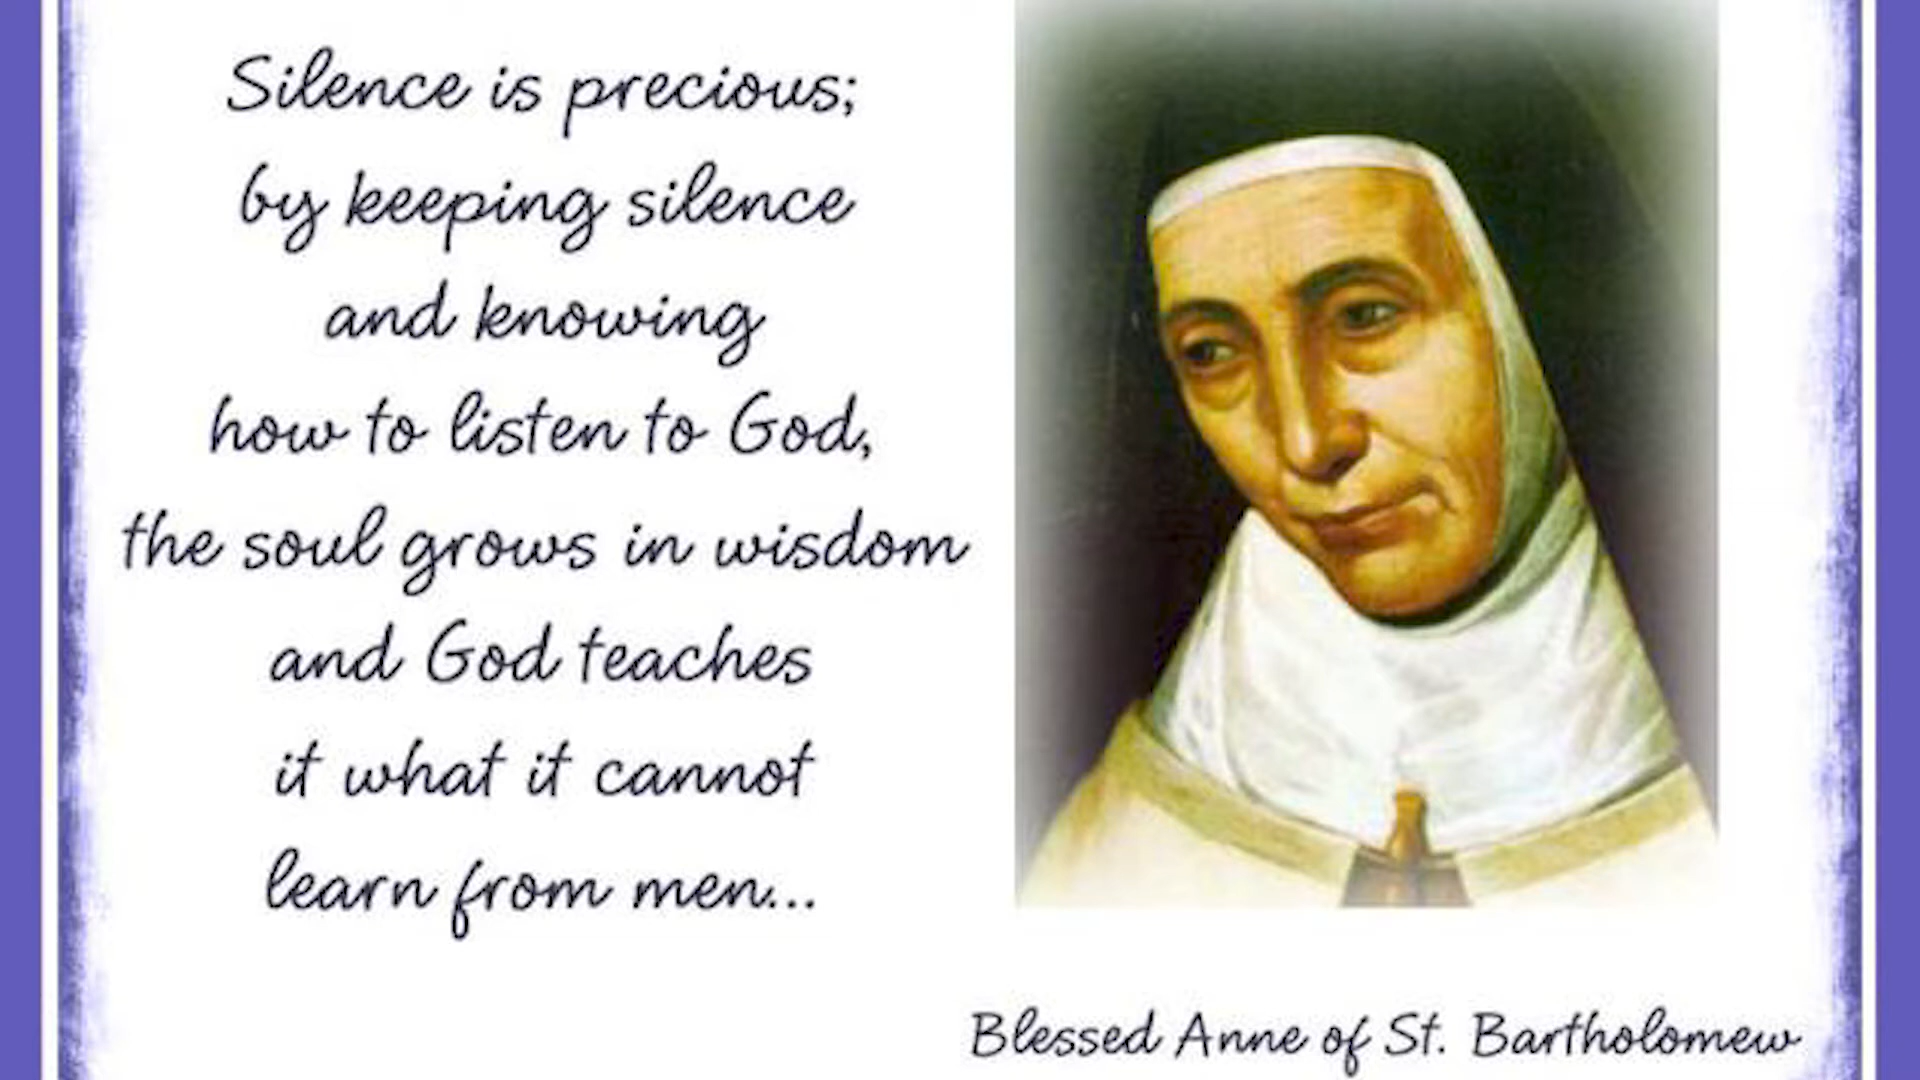 Silence is precious;
by keeping silence
and knowing
how to listen to God,
the soul grows in wisdom
and God teaches
it what it cannot
learn from men...
Blessed Anne of St. Bartholomew